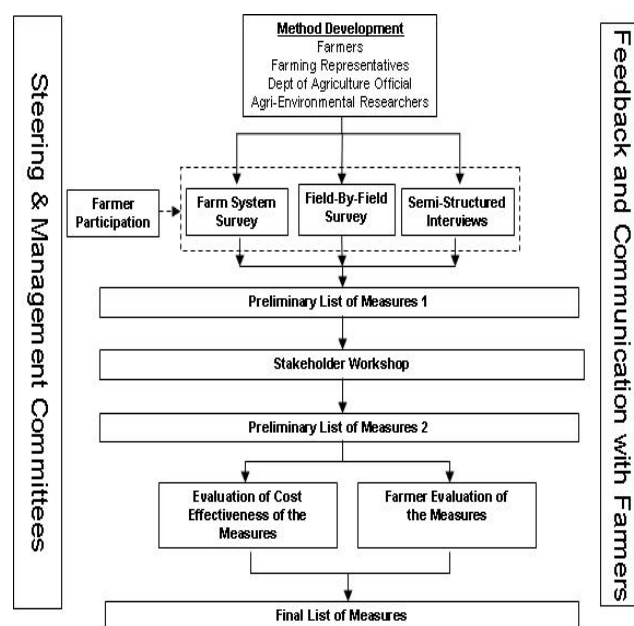 Steering & Management Committees
Method Development
Farmers
Farming Representatives
Dept of Agriculture Official
Agri-Environmental Researchers
Farmer
Participation
Farm System
Survey
Field-By-Field
Survey
Semi-Structured
Interviews
Preliminary List of Measures 1
Stakeholder Workshop
Preliminary List of Measures 2
Evaluation of Cost
Effectiveness of the
Measures
Farmer Evaluation of
the Measures
Final List of Measures
Feedback and Communication with Farmers